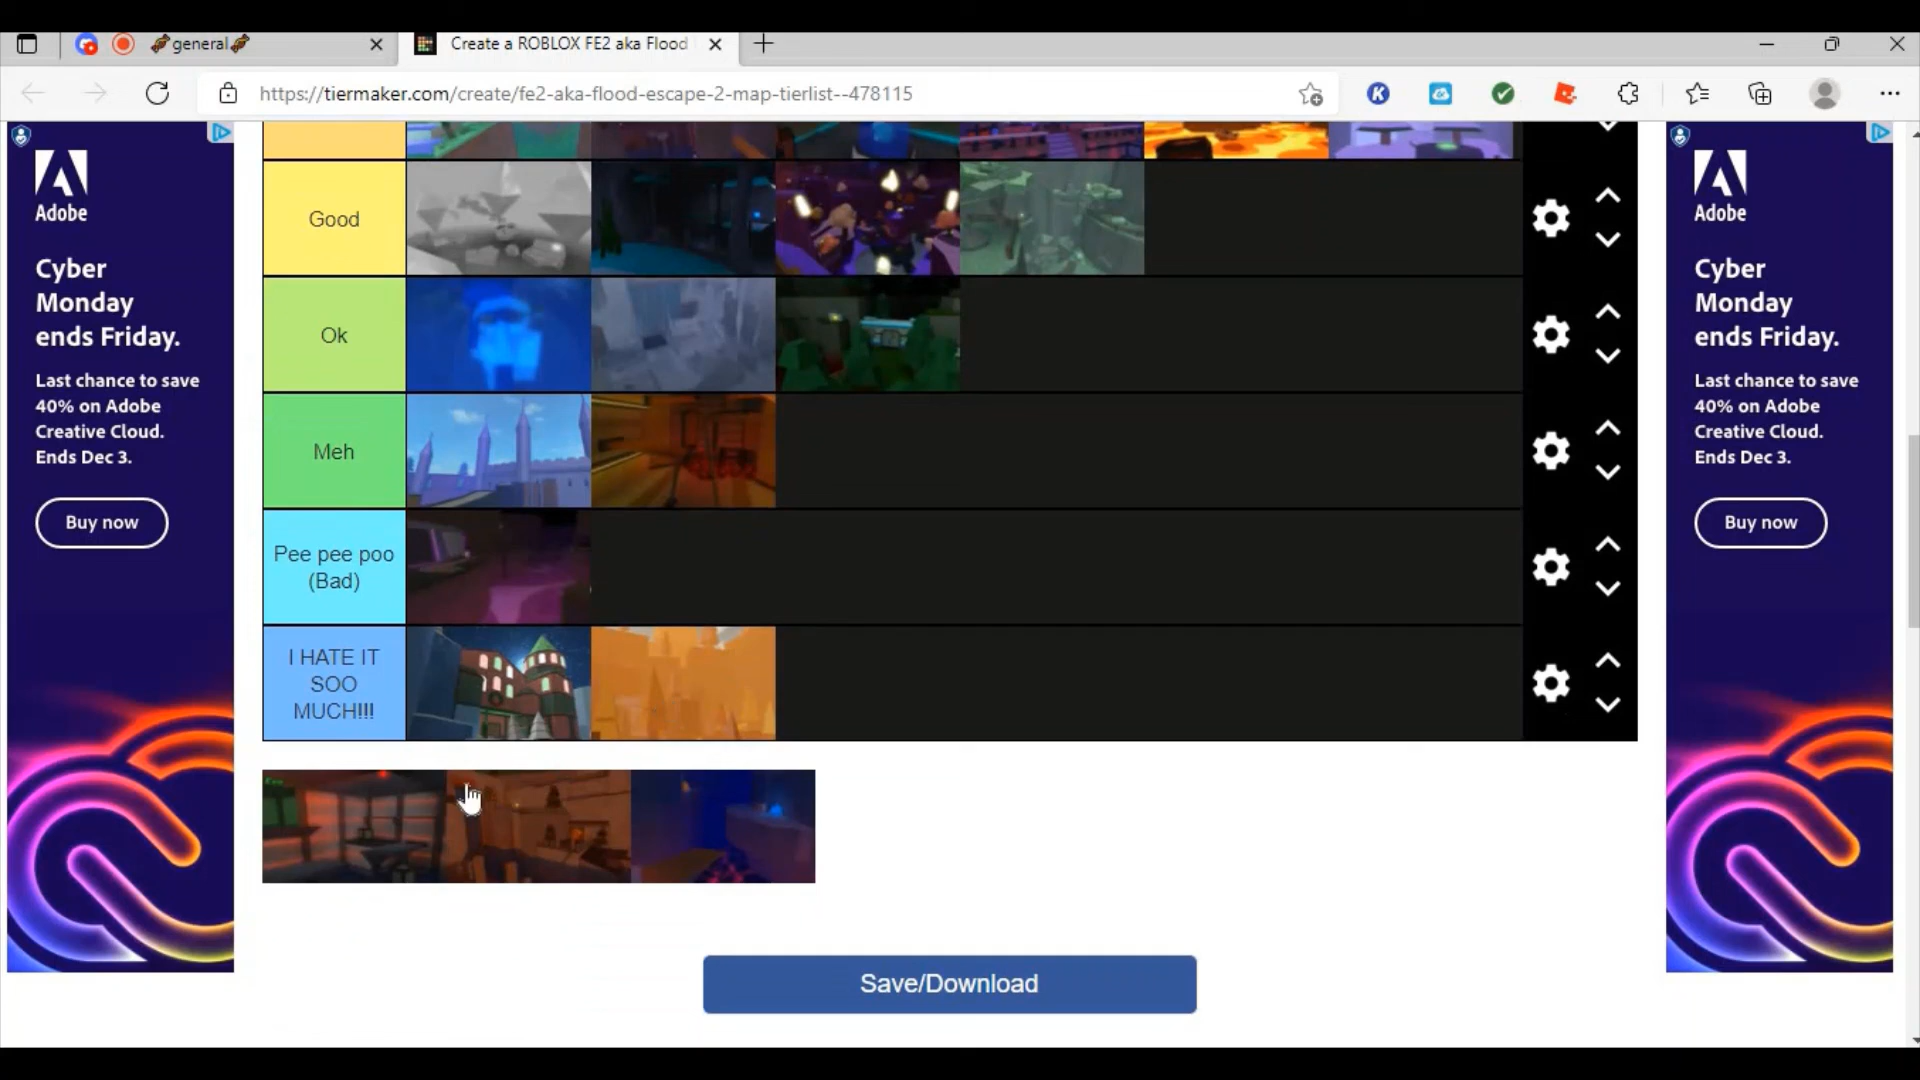 general
Create a ROBLOX FE2 aka Flood
https://tiermaker.com/create/fe2-aka-flood-escape-2-map-tierlist--478115
Adobe
Cyber
Monday
ends Friday.
Last chance to save
40% on Adobe
Creative Cloud.
Ends Dec 3.
Buy now
Good
Ok
Meh
Pee pee poo
(Bad)
I HATE IT
SOO
MUCH!!!
Adobe
Cyber
Monday
ends Friday.
Last chance to save
40% on Adobe
Creative Cloud.
Ends Dec 3.
Buy now
Save/Download